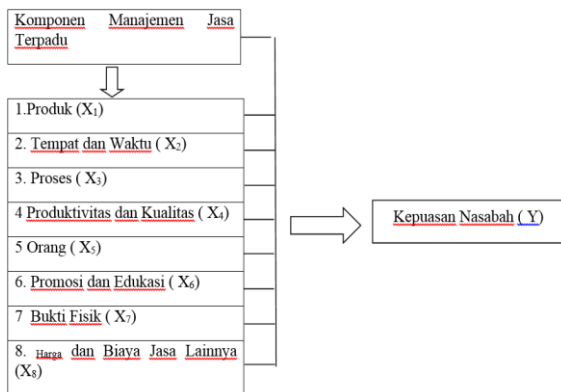 Komponen Manajemen Jasa
Terpadu
1.Produk (X₁)
2. Tempat dan Waktu ( X₂)
3. Proses ( X₃)
4 Produktivitas dan Kualitas ( X₄)
5 Orang ( X₅)
6. Promosi dan Edukasi ( X₆)
7 Bukti Fisik ( X₇)
8. Harga dan Biaya Jasa Lainnya
(X₈)
Kepuasan Nasabah ( Y)